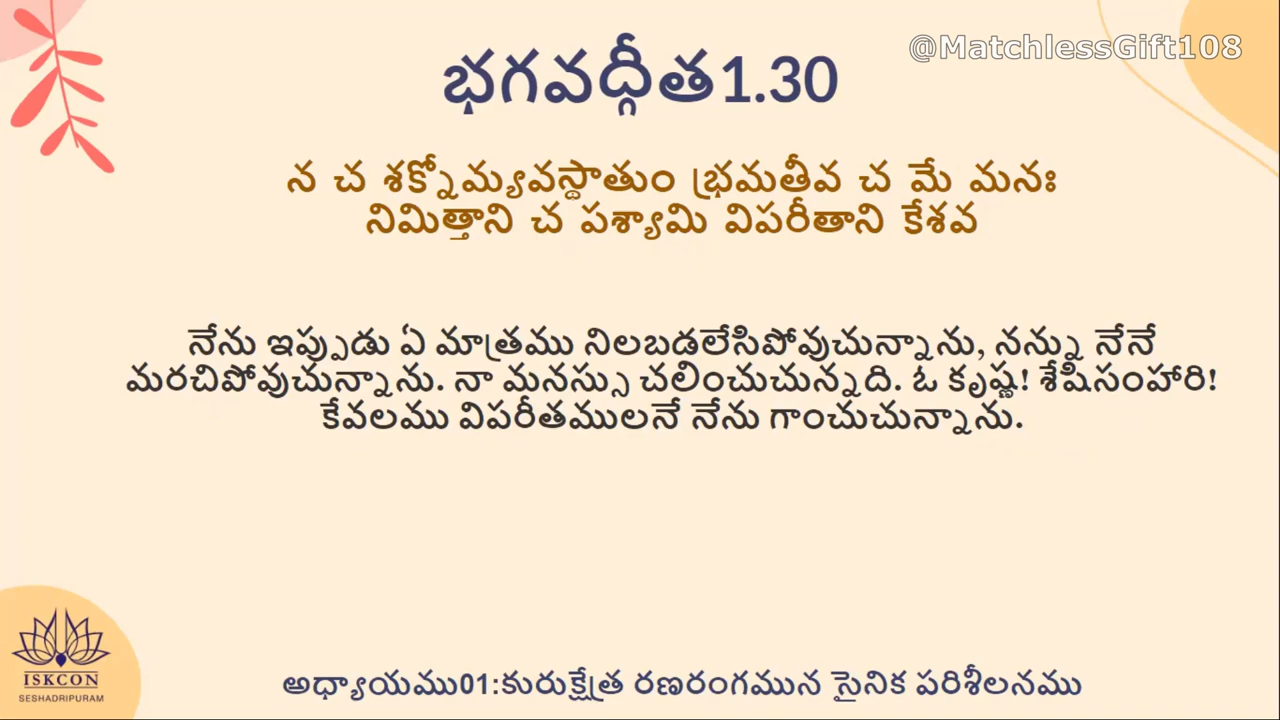 @MatchlessGift108
భగవద్గీత1.30
న చ శక్నోమ్యవస్థాతుం భ్రమతీవ చ మే మనః
నిమిత్తాని చ పశ్యామి విపరీతాని కేశవ
నేను ఇప్పుడు ఏ మాత్రము నిలబడలేసిపోవుచున్నాను, నన్ను నేనే
మరచిపోవుచున్నాను. నా మనస్సు చలించుచున్నది. ఓ కృష్ణ! శేషిసంహారి!
కేవలము విపరీతములనే నేను గాంచుచున్నాను.
ISKCON
SESHADRIPURAM
అధ్యాయము01:కురుక్షేత్ర రణరంగమున సైనిక పరిశీలనము